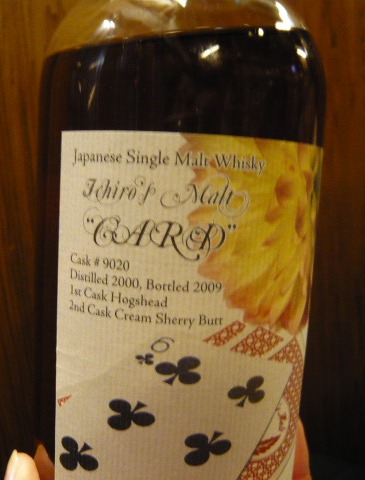 Japanese Single Malt Whisky
Ichiro's Malt
"CARD"
Cask # 9020
Distilled 2000, Bottled 2009
1st Cask Hogshead
2nd Cask Cream Sherry Butt
6